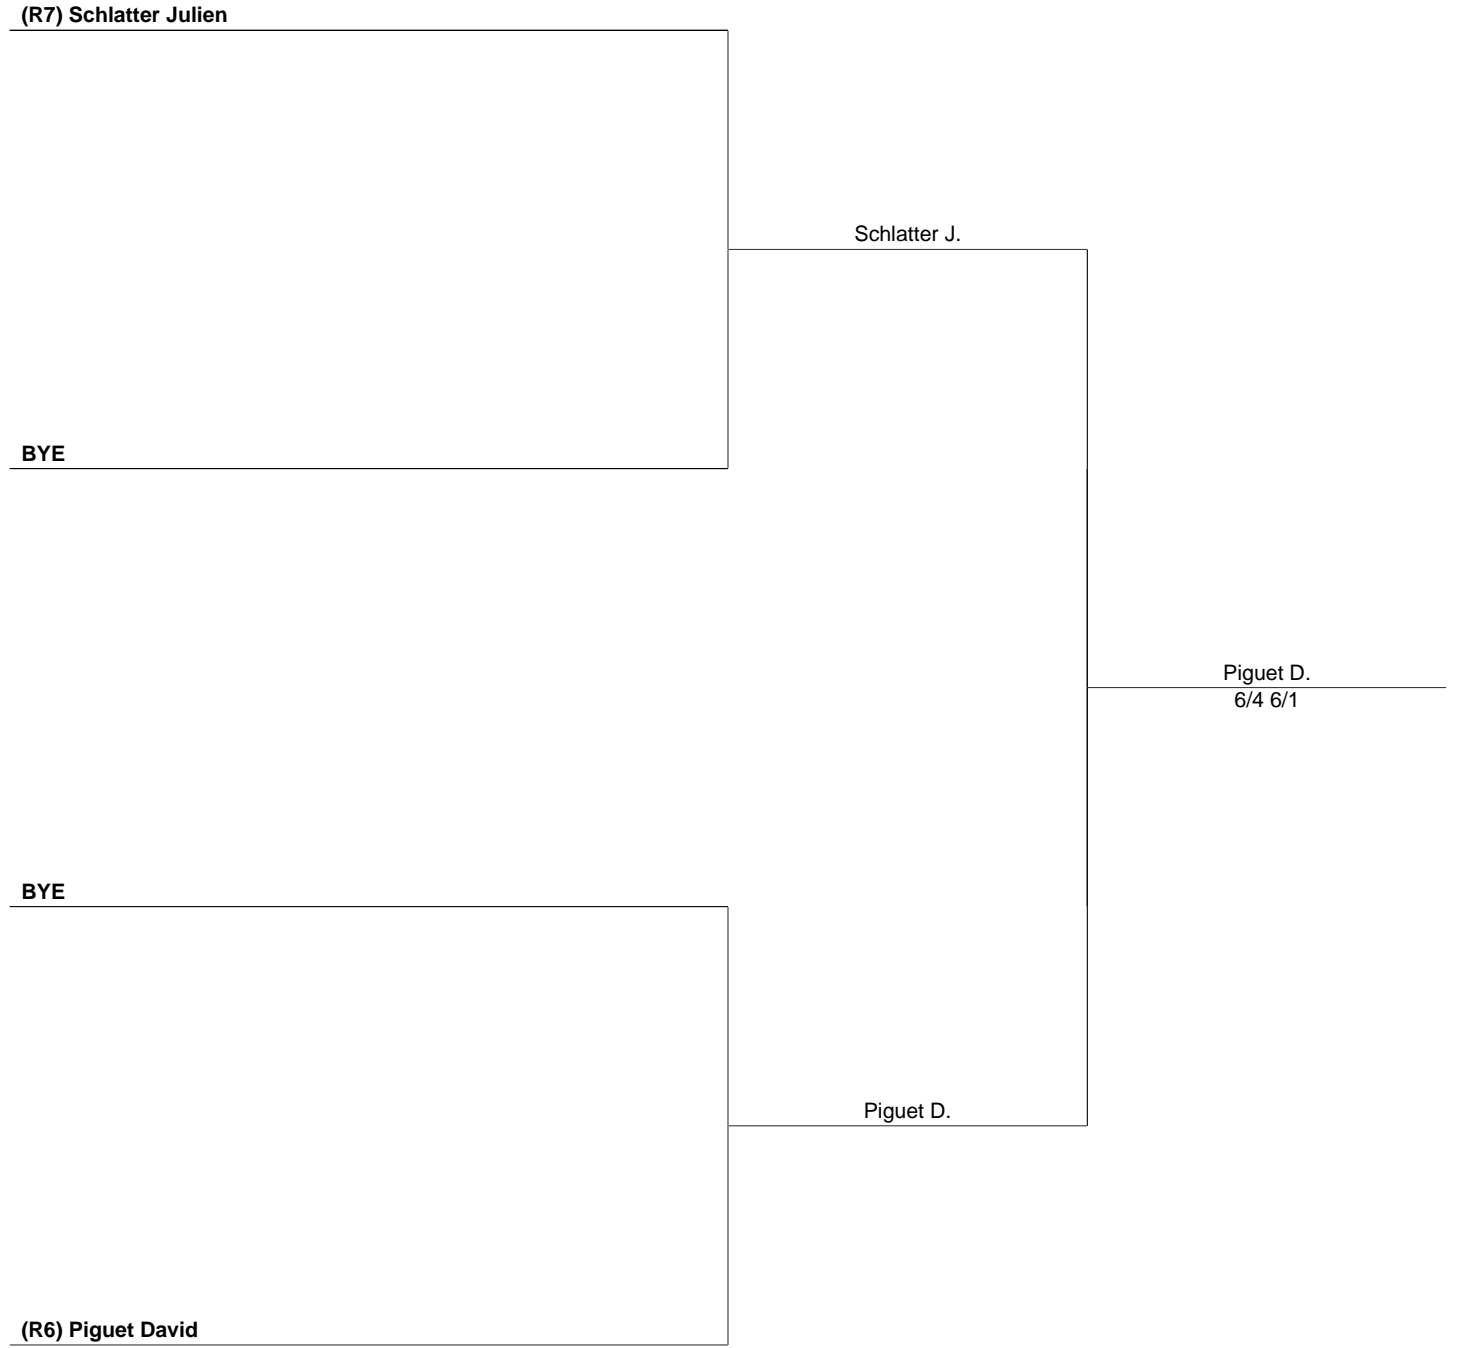 (R7) Schlatter Julien
Schlatter J.
BYE
Piguet D.
6/4 6/1
BYE
Piguet D.
(R6) Piguet David